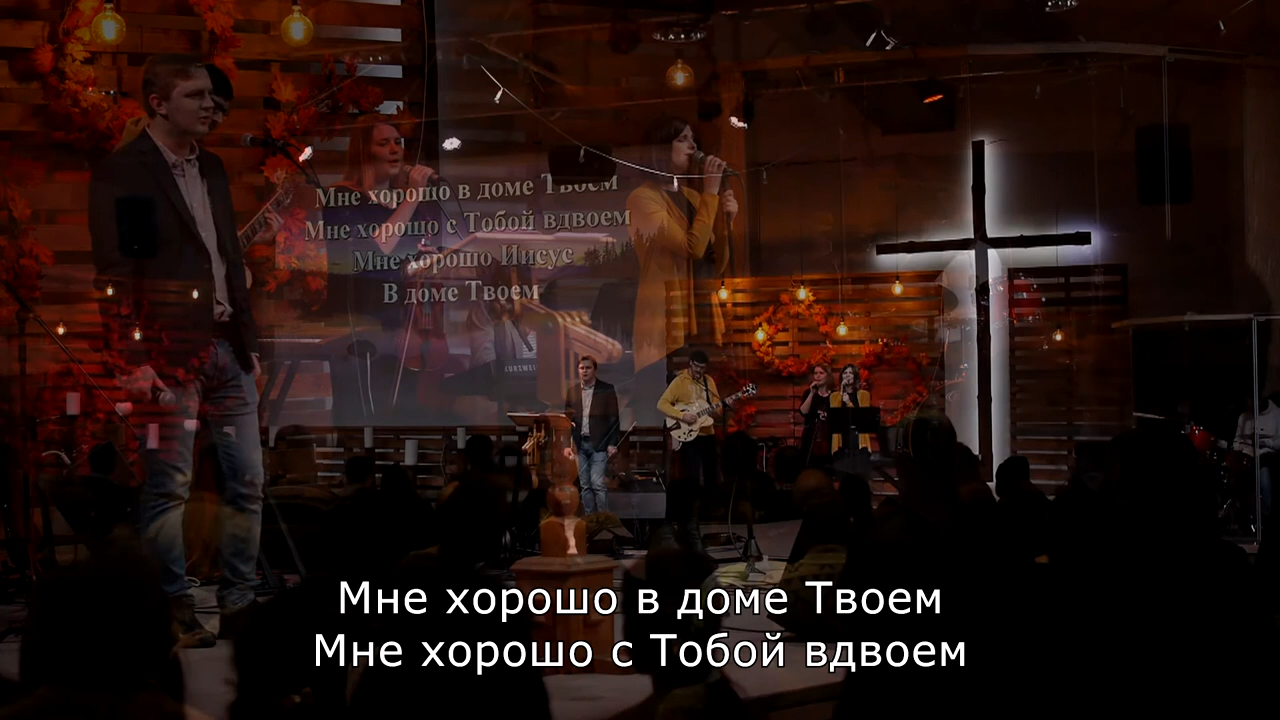 Мне хорошо в доме Твоем
Мне хорошо с Тобой вдвоем
Мне хорошо Иисус
В доме Твоем
KURZWEIL
Мне хорошо в доме Твоем
Мне хорошо с Тобой вдвоем